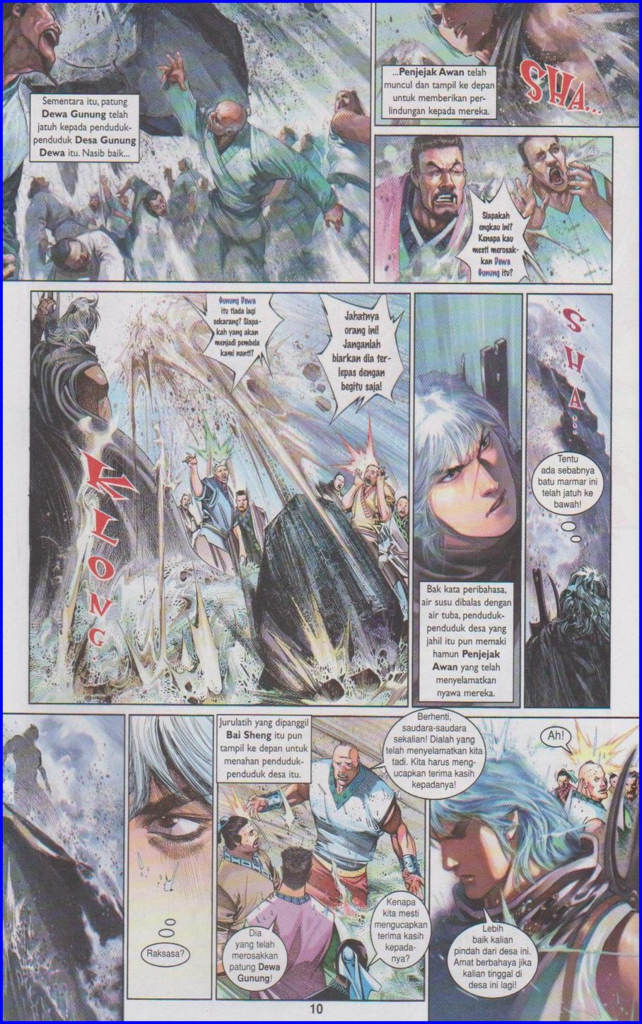 Sementara itu, patung
Dewa Gunung telah
jatuh kepada penduduk-
penduduk Desa Gunung
Dewa itu. Nasib baik...
...Penjejak Awan telah
muncul dan tampil ke depan
untuk memberikan per-
lindungan kepada mereka.
SHA...
Siapakah
engkau ini?
Kenapa kau
mesti merosak-
kan Dewa
Gunung itu?
Gunung Dewa
itu tiada lagi
sekarang? Siapa-
kah yang akan
menjadi pembela
kami nanti?
Jahatnya
orang ini!
Janganlah
biarkan dia ter-
lepas dengan
begitu saja!
KLONG
Bak kata peribahasa,
air susu dibalas dengan
air tuba, penduduk-
penduduk desa yang
jahil itu pun memaki
hamun Penjejak
Awan yang telah
menyelamatkan
nyawa mereka.
SHA...
Tentu
ada sebabnya
batu marmar ini
telah jatuh ke
bawah!
Raksasa?
Jurulatih yang dipanggil
Bai Sheng itu pun
tampil ke depan untuk
menahan penduduk-
penduduk desa itu.
Berhenti,
saudara-saudara
sekalian! Dialah yang
telah menyelamatkan kita
tadi. Kita harus meng-
ucapkan terima kasih
kepadanya!
Dia
yang telah
merosakkan
patung Dewa
Gunung!
Kenapa
kita mesti
mengucapkan
terima kasih
kepada-
nya?
Ah!
Lebih
baik kalian
pindah dari desa ini.
Amat berbahaya jika
kalian tinggal di
desa ini lagi!
10